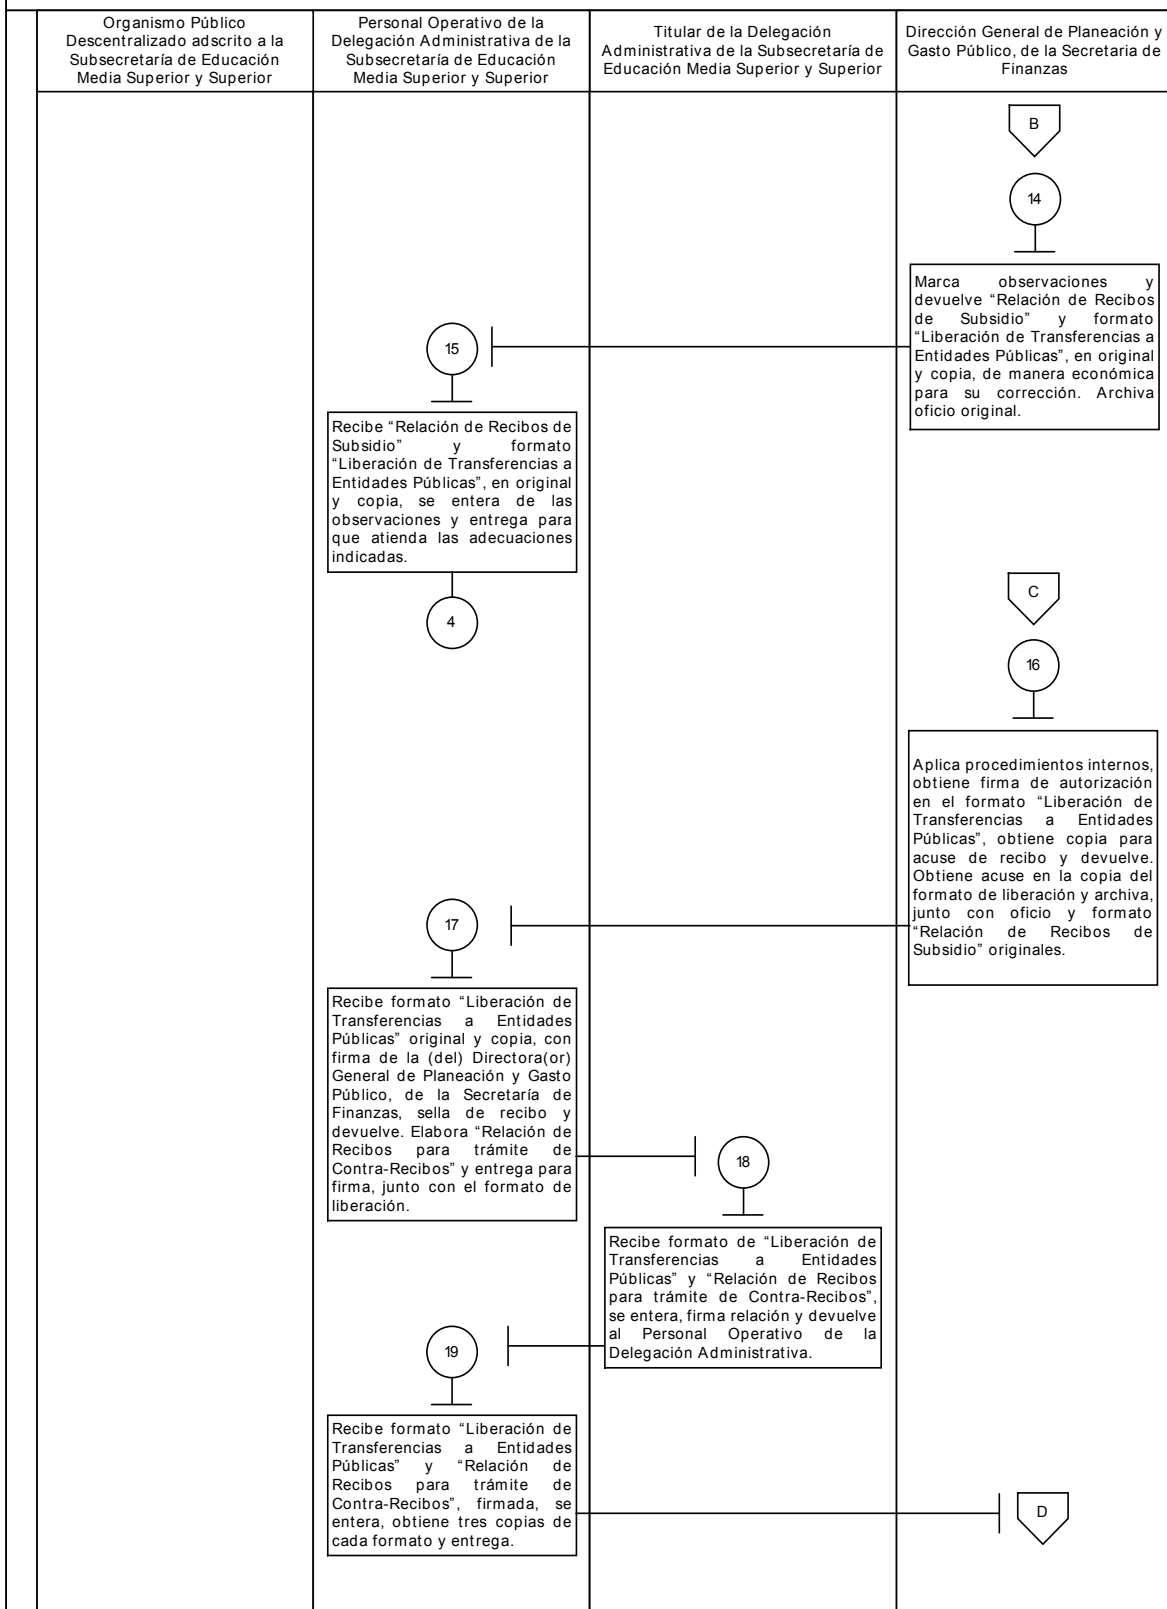 Organismo Público
Descentralizado adscrito a la
Subsecretaría de Educación
Media Superior y Superior
Personal Operativo de la
Delegación Administrativa de la
Subsecretaría de Educación
Media Superior y Superior
Titular de la Delegación
Administrativa de la Subsecretaría de
Educación Media Superior y Superior
Dirección General de Planeación y
Gasto Público, de la Secretaria de
Finanzas
B
14
Marca observaciones y
devuelve “Relación de Recibos
de Subsidio” y formato
“Liberación de Transferencias a
Entidades Públicas”, en original
y copia, de manera económica
para su corrección. Archiva
oficio original.
15
Recibe “Relación de Recibos de
Subsidio” y formato
“Liberación de Transferencias a
Entidades Públicas”, en original
y copia, se entera de las
observaciones y entrega para
que atienda las adecuaciones
indicadas.
4
C
16
Aplica procedimientos internos,
obtiene firma de autorización
en el formato “Liberación de
Transferencias a Entidades
Públicas”, obtiene copia para
acuse de recibo y devuelve.
Obtiene acuse en la copia del
formato de liberación y archiva,
junto con oficio y formato
“Relación de Recibos de
Subsidio” originales.
17
Recibe formato “Liberación de
Transferencias a Entidades
Públicas” original y copia, con
firma de la (del) Directora(or)
General de Planeación y Gasto
Público, de la Secretaría de
Finanzas, sella de recibo y
devuelve. Elabora “Relación de
Recibos para trámite de
Contra-Recibos” y entrega para
firma, junto con el formato de
liberación.
18
Recibe formato de “Liberación de
Transferencias a Entidades
Públicas” y “Relación de Recibos
para trámite de Contra-Recibos”,
se entera, firma relación y devuelve
al Personal Operativo de la
Delegación Administrativa.
19
Recibe formato “Liberación de
Transferencias a Entidades
Públicas” y “Relación de
Recibos para trámite de
Contra-Recibos”, firmada, se
entera, obtiene tres copias de
cada formato y entrega.
D